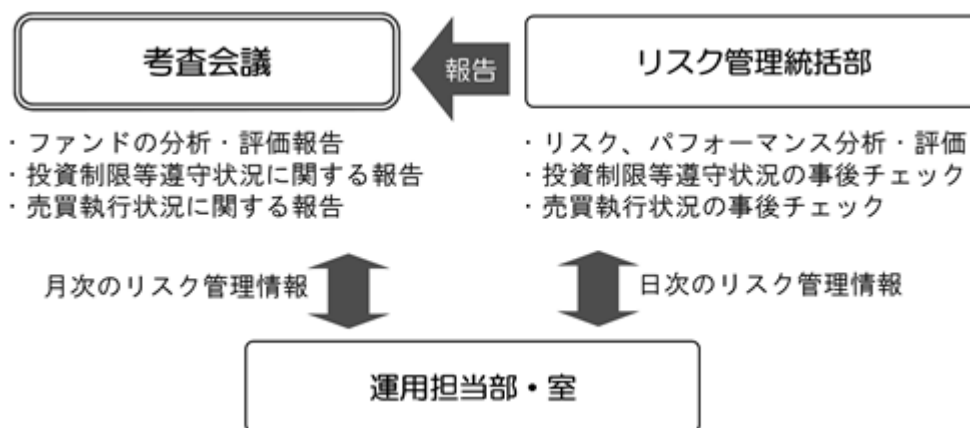 考査会議
報告
リスク管理統括部
・ファンドの分析・評価報告
・投資制限等遵守状況に関する報告
・売買執行状況に関する報告
・リスク、パフォーマンス分析・評価
・投資制限等遵守状況の事後チェック
・売買執行状況の事後チェック
月次のリスク管理情報
日次のリスク管理情報
運用担当部・室